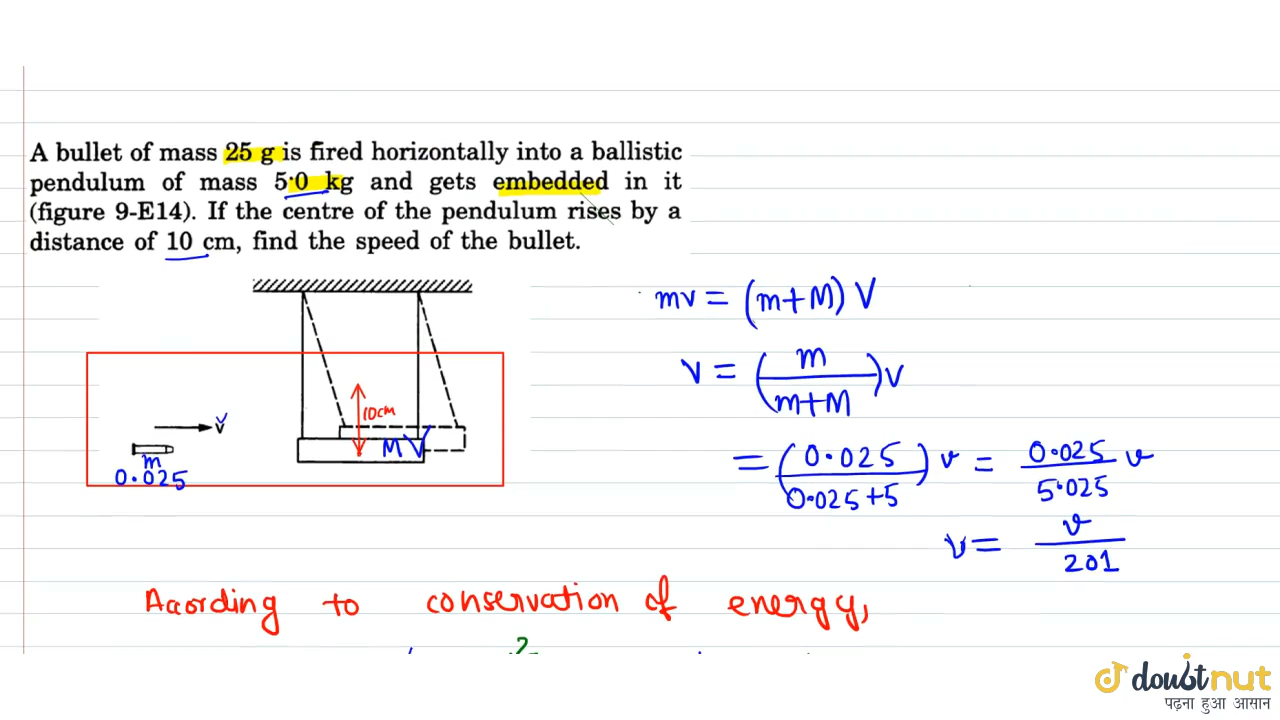 A bullet of mass 25 g is fired horizontally into a ballistic
pendulum of mass 5·0 kg and gets embedded in it
(figure 9-E14). If the centre of the pendulum rises by a
distance of 10 cm, find the speed of the bullet.
mv = (m+M) V
V = (m/(m+M)) v
10cm
v
MV
m
0.025
= (0.025/(0.025+5)) v = 0.025/5.025 v
V = v/201
Acording to conservation of energy,
2
doubtnut
पढ़ना हुआ आसान